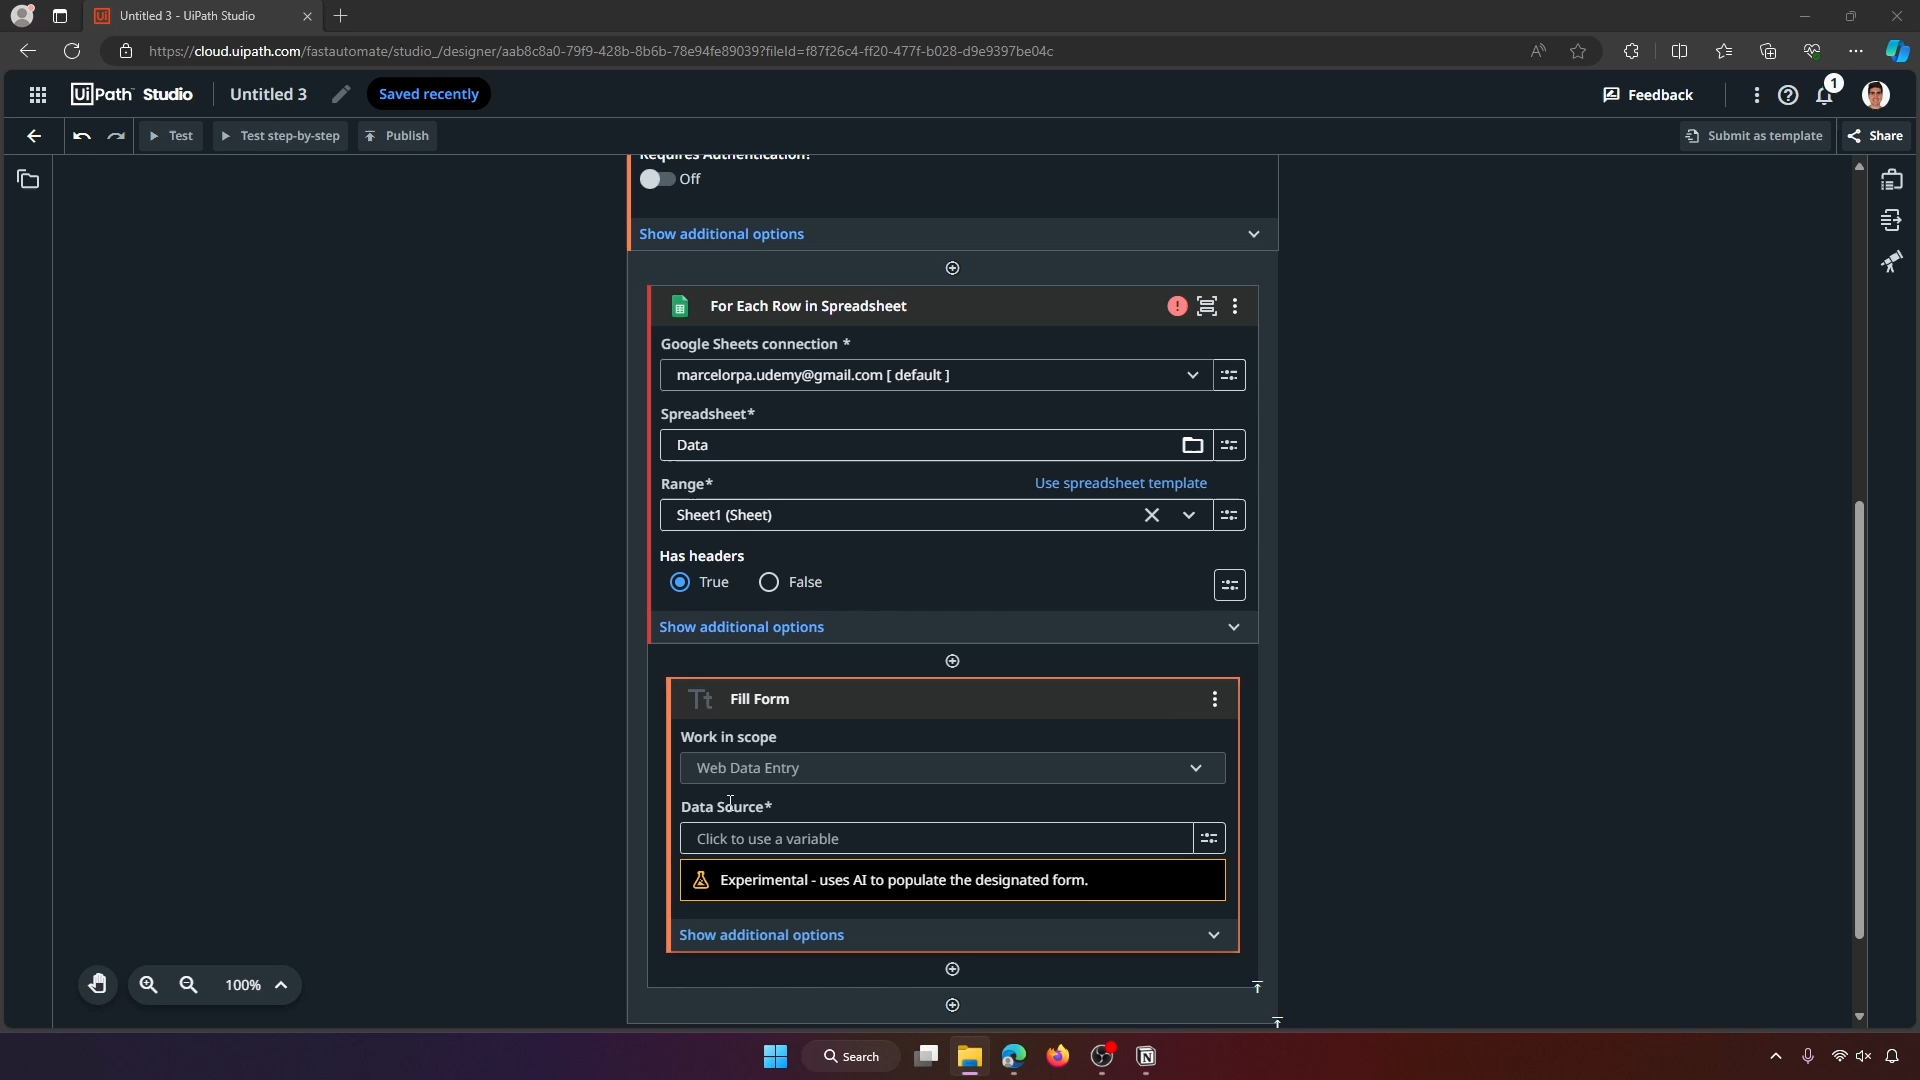 Untitled 3 - UiPath Studio
https://cloud.uipath.com/fastautomate/studio_/designer/aab8c8a0-79f9-428b-8b6b-78e94fe89039?fileId=f87f26c4-ff20-477f-b028-d9e9397be04c
UiPath Studio
Untitled 3
Saved recently
Feedback
1
Test
Test step-by-step
Publish
Submit as template
Share
Requires Authentication?
Off
Show additional options
For Each Row in Spreadsheet
Google Sheets connection *
marcelorpa.udemy@gmail.com [ default ]
Spreadsheet*
Data
Range*
Use spreadsheet template
Sheet1 (Sheet)
Has headers
True
False
Show additional options
Tt Fill Form
Work in scope
Web Data Entry
Data Source*
Click to use a variable
Experimental - uses AI to populate the designated form.
Show additional options
100%
Search